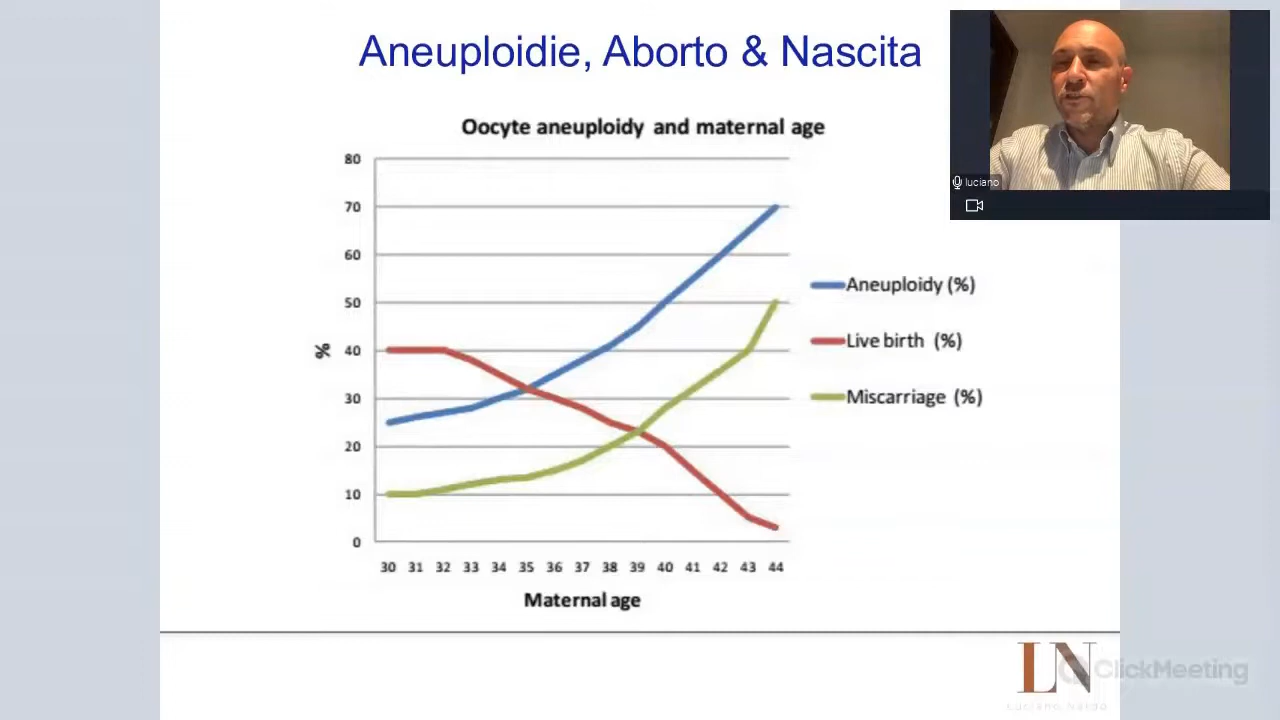 Aneuploidie, Aborto & Nascita
luciano
Oocyte aneuploidy and maternal age
80
70
60
50
40
30
20
10
0
%
30 31 32 33 34 35 36 37 38 39 40 41 42 43 44
Maternal age
Aneuploidy (%)
Live birth (%)
Miscarriage (%)
LN
ClickMeeting
Luciano Nardo